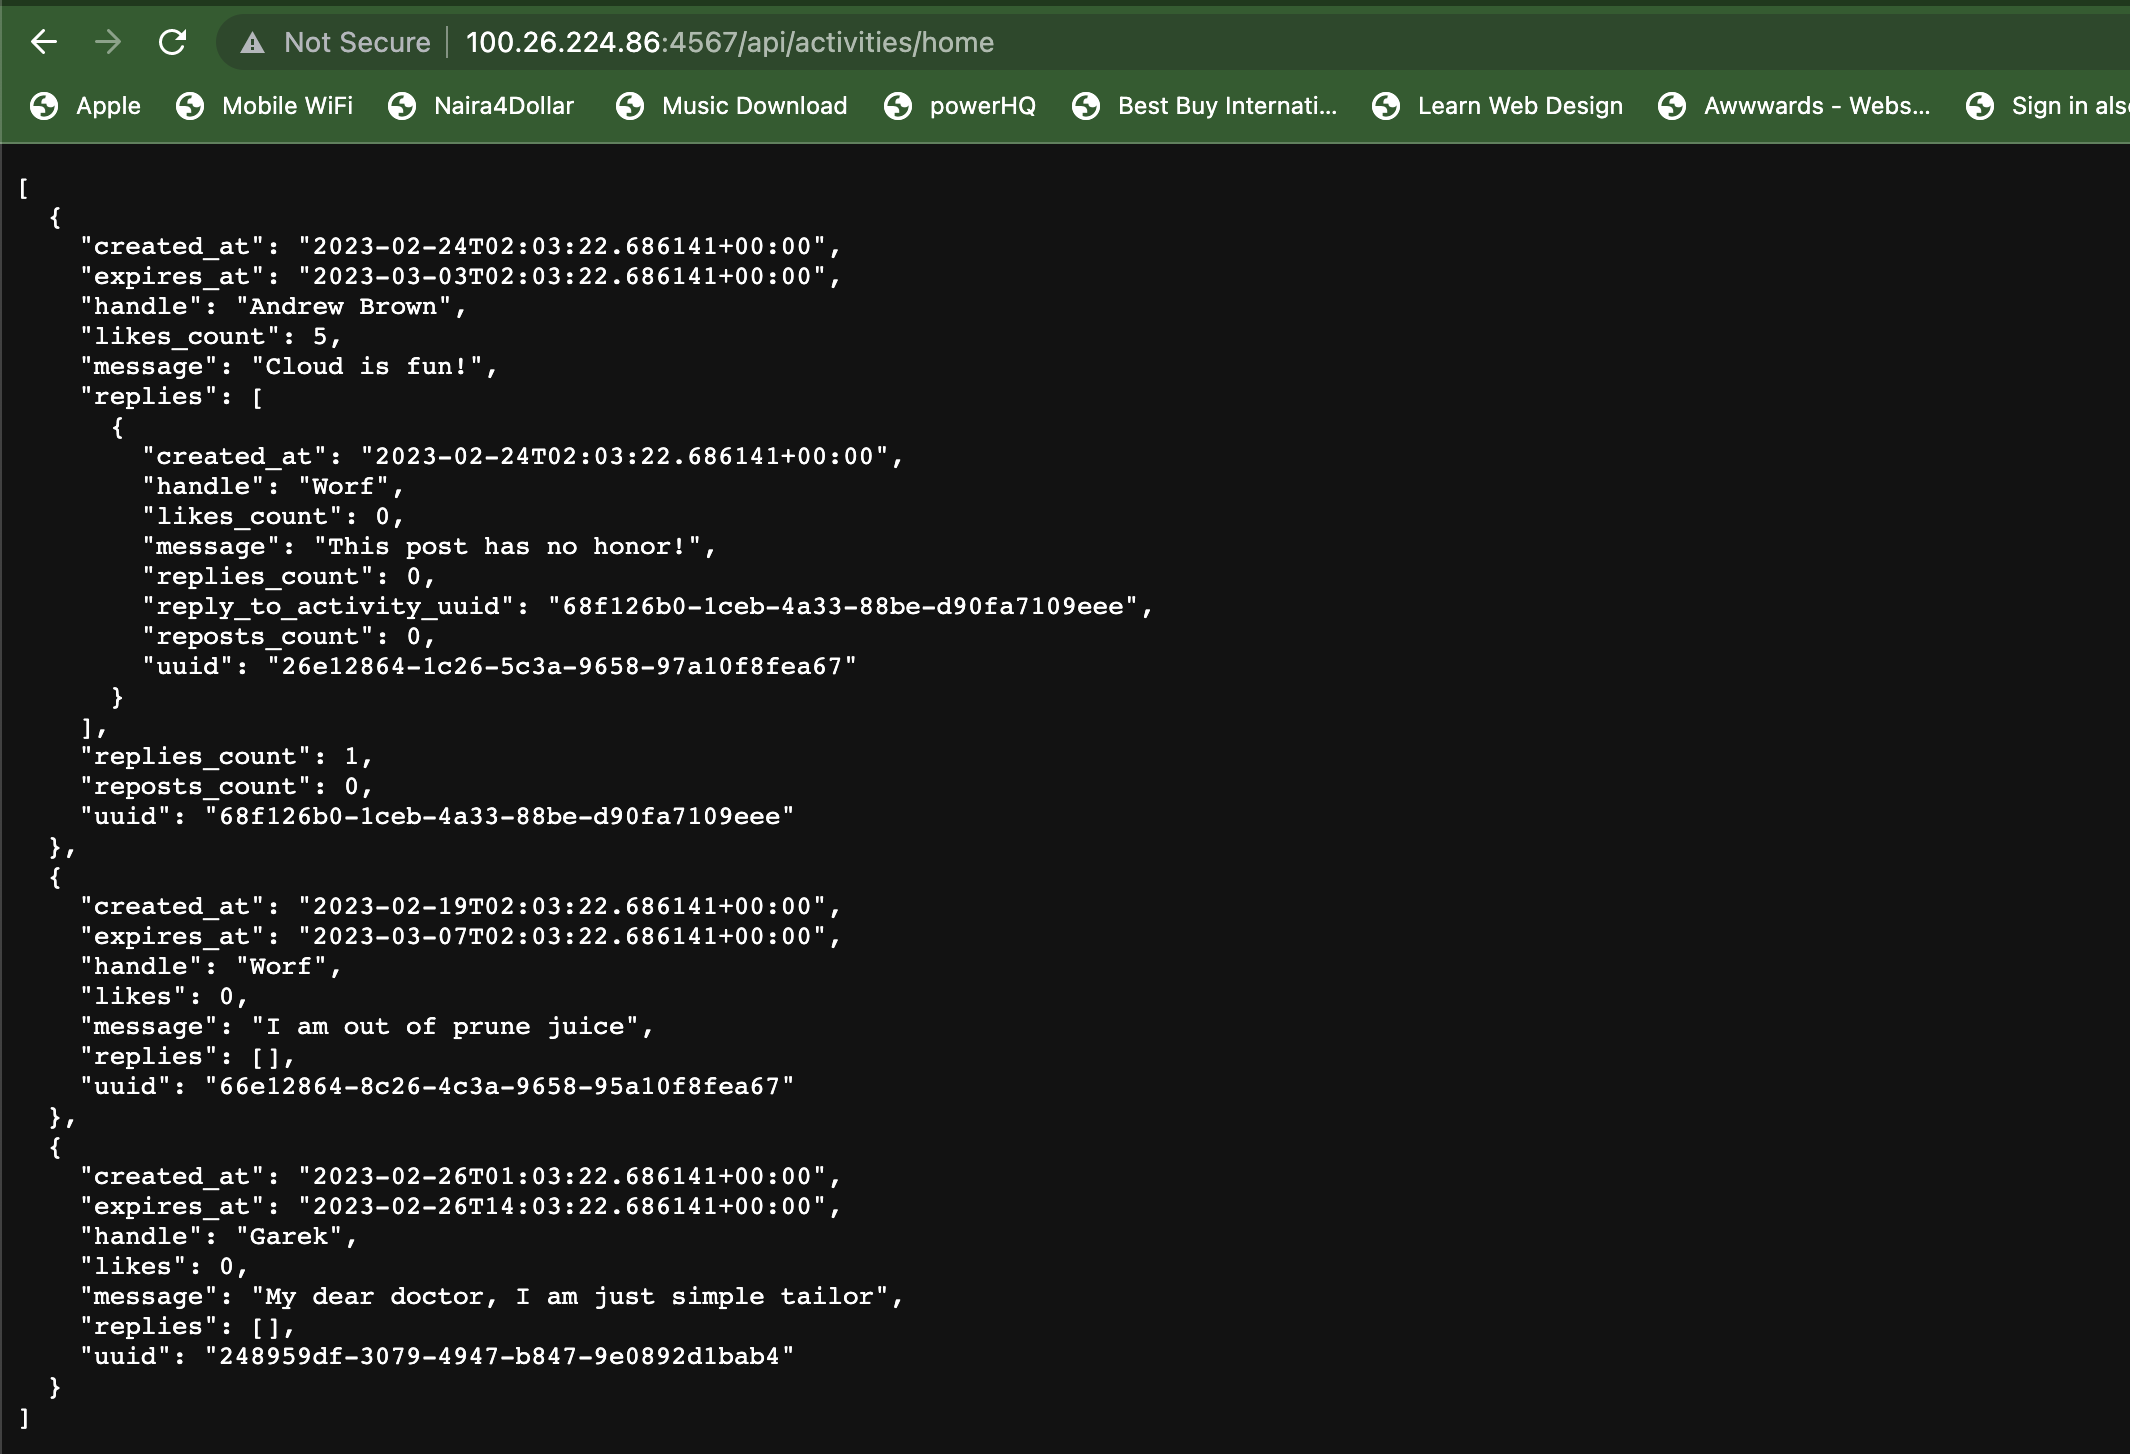 Not Secure | 100.26.224.86:4567/api/activities/home
Apple Mobile WiFi Naira4Dollar Music Download powerHQ Best Buy Internati... Learn Web Design Awwwards - Webs... Sign in als
[
  {
    "created_at": "2023-02-24T02:03:22.686141+00:00",
    "expires_at": "2023-03-03T02:03:22.686141+00:00",
    "handle": "Andrew Brown",
    "likes_count": 5,
    "message": "Cloud is fun!",
    "replies": [
      {
        "created_at": "2023-02-24T02:03:22.686141+00:00",
        "handle": "Worf",
        "likes_count": 0,
        "message": "This post has no honor!",
        "replies_count": 0,
        "reply_to_activity_uuid": "68f126b0-1ceb-4a33-88be-d90fa7109eee",
        "reposts_count": 0,
        "uuid": "26e12864-1c26-5c3a-9658-97a10f8fea67"
      }
    ],
    "replies_count": 1,
    "reposts_count": 0,
    "uuid": "68f126b0-1ceb-4a33-88be-d90fa7109eee"
  },
  {
    "created_at": "2023-02-19T02:03:22.686141+00:00",
    "expires_at": "2023-03-07T02:03:22.686141+00:00",
    "handle": "Worf",
    "likes": 0,
    "message": "I am out of prune juice",
    "replies": [],
    "uuid": "66e12864-8c26-4c3a-9658-95a10f8fea67"
  },
  {
    "created_at": "2023-02-26T01:03:22.686141+00:00",
    "expires_at": "2023-02-26T14:03:22.686141+00:00",
    "handle": "Garek",
    "likes": 0,
    "message": "My dear doctor, I am just simple tailor",
    "replies": [],
    "uuid": "248959df-3079-4947-b847-9e0892d1bab4"
  }
]